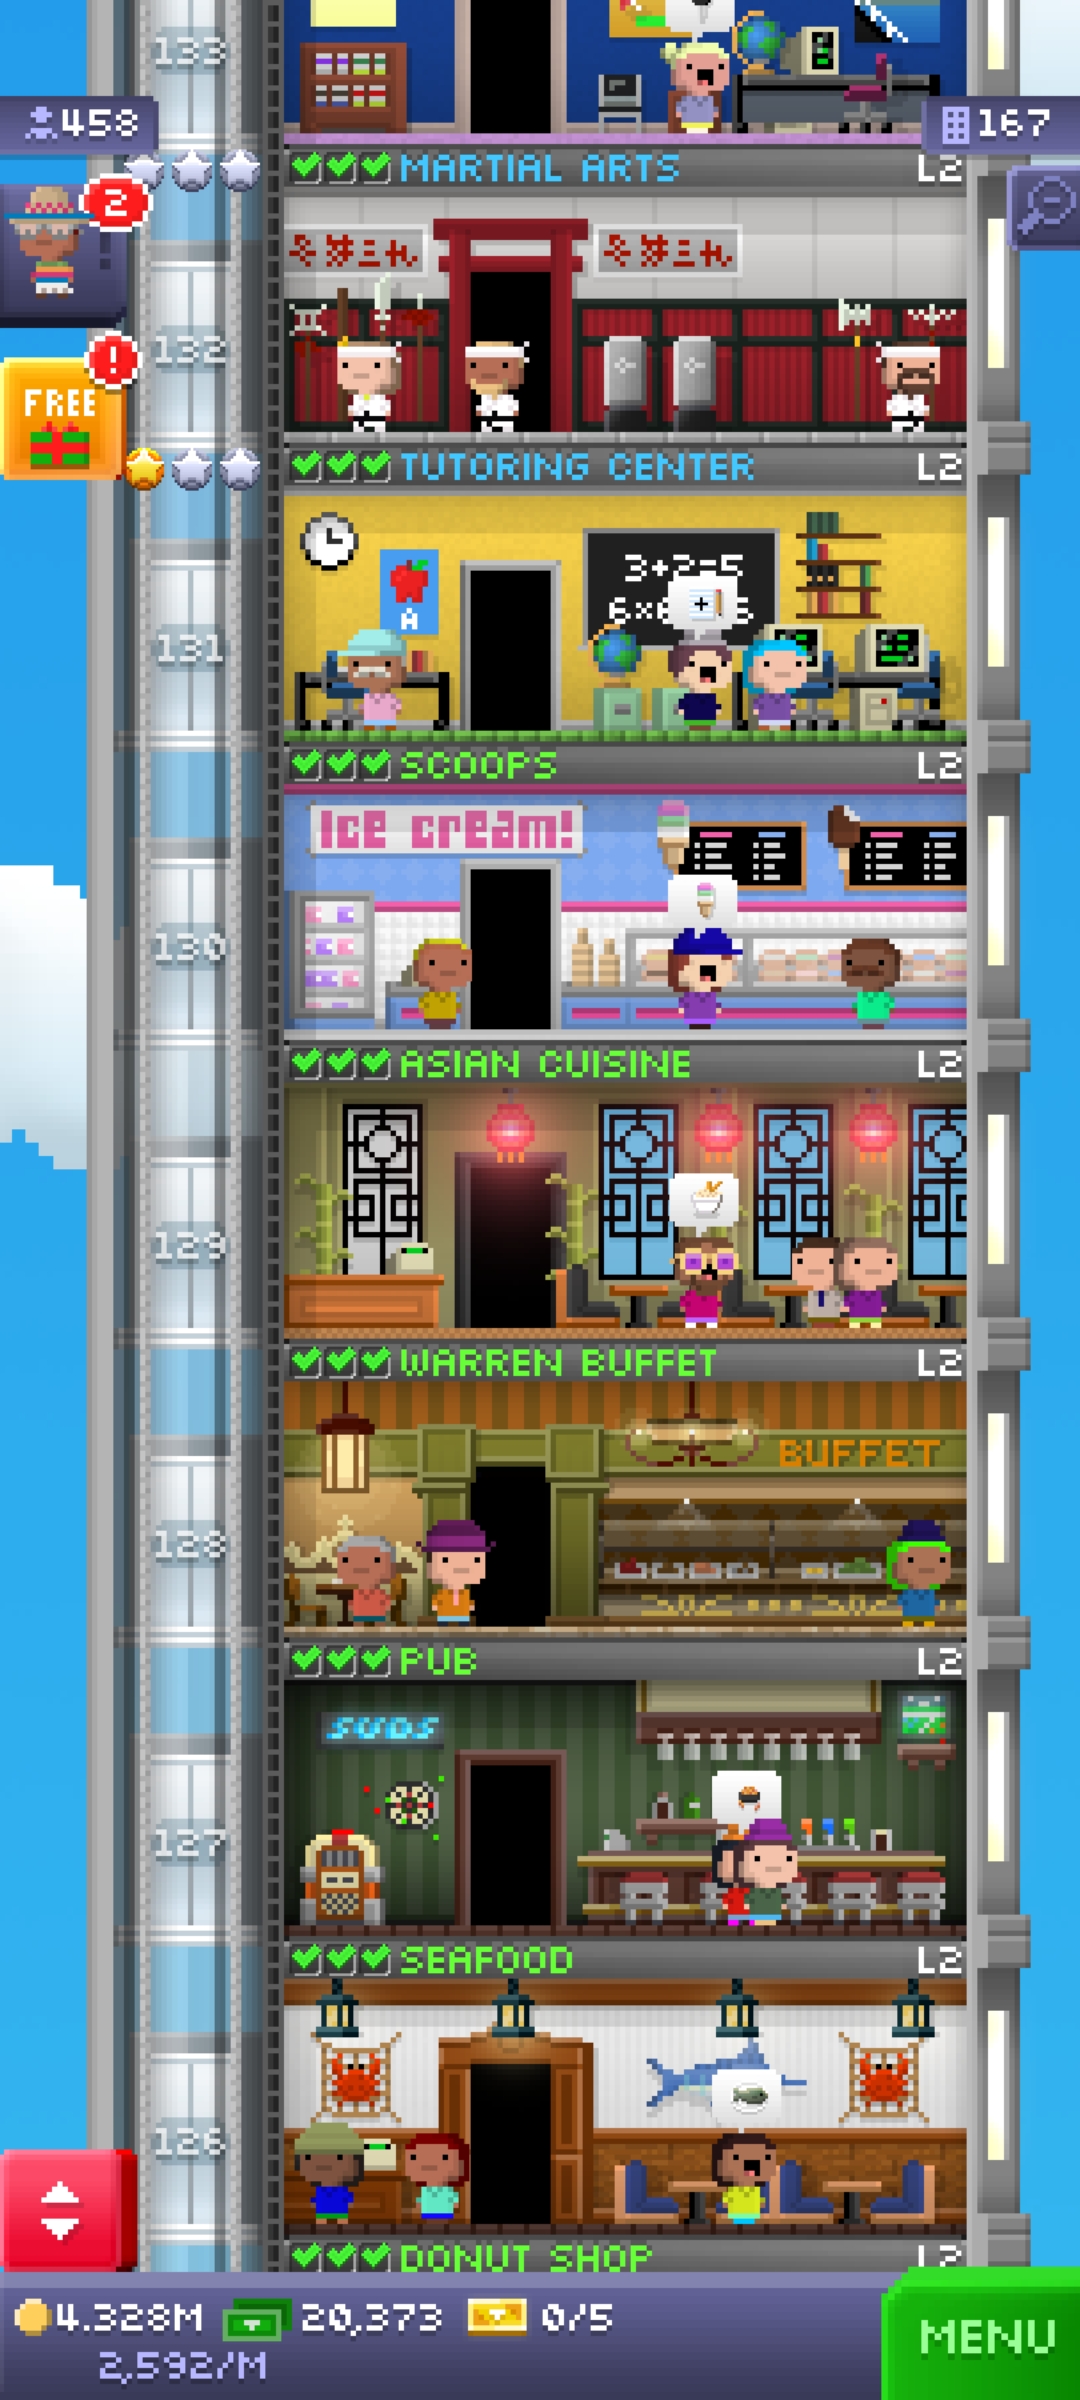 133
458
167
MARTIAL ARTS L2
2
132
FREE
!
TUTORING CENTER L2
3+2=5
A
131
SCOOPS L2
Ice cream!
130
ASIAN CUISINE L2
129
WARREN BUFFET L2
BUFFET
128
PUB L2
SUDS
127
SEAFOOD L2
126
DONUT SHOP L2
4.328M 20,373 0/5
2,592/M
MENU